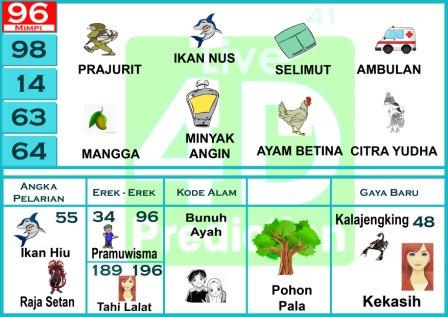 96
MIMPI
98
14
63
64
41
PRAJURIT
IKAN NUS
SELIMUT
AMBULAN
MANGGA
MINYAK
ANGIN
AYAM BETINA
CITRA YUDHA
Live
4D
Prediction
ANGKA
PELARIAN
EREK - EREK
KODE ALAM
GAYA BARU
55
Ikan Hiu
Raja Setan
34 96
Pramuwisma
189 196
Tahi Lalat
Bunuh
Ayah
Pohon
Pala
Kalajengking 48
Kekasih